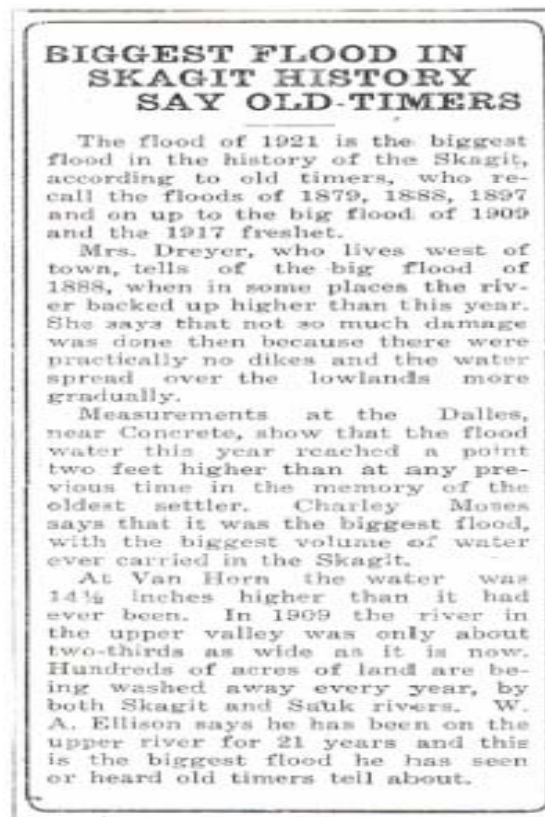 BIGGEST FLOOD IN
SKAGIT HISTORY
SAY OLD-TIMERS
The flood of 1921 is the biggest
flood in the history of the Skagit,
according to old timers, who re-
call the floods of 1879, 1888, 1897
and on up to the big flood of 1909
and the 1917 freshet.
Mrs. Dreyer, who lives west of
town, tells of the big flood of
1888, when in some places the riv-
er backed up higher than this year.
She says that not so much damage
was done then because there were
practically no dikes and the water
spread over the lowlands more
gradually.
Measurements at the Dalles,
near Concrete, show that the flood
water this year reached a point
two feet higher than at any pre-
vious time in the memory of the
oldest settler. Charley Moses
says that it was the biggest flood,
with the biggest volume of water
ever carried in the Skagit.
At Van Horn the water was
14½ inches higher than it had
ever been. In 1909 the river in
the upper valley was only about
two-thirds as wide as it is now.
Hundreds of acres of land are be-
ing washed away every year, by
both Skagit and Sauk rivers. W.
A. Ellison says he has been on the
upper river for 21 years and this
is the biggest flood he has seen
or heard old timers tell about.